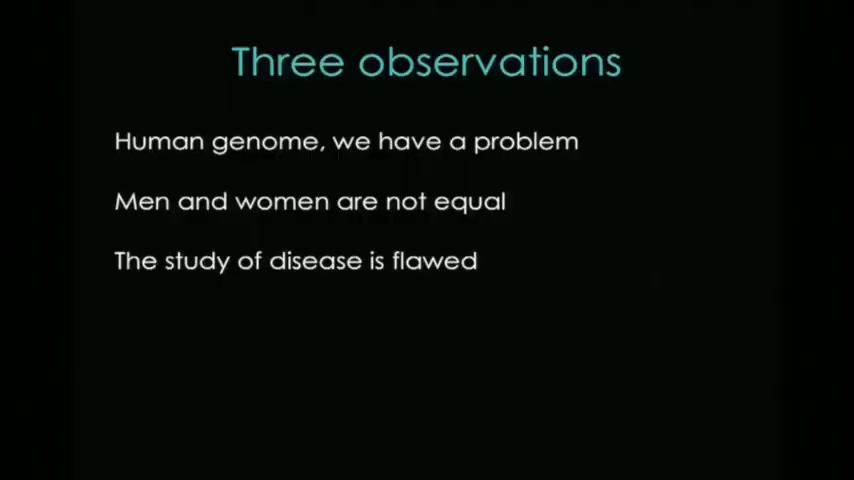 Three observations
Human genome, we have a problem
Men and women are not equal
The study of disease is flawed